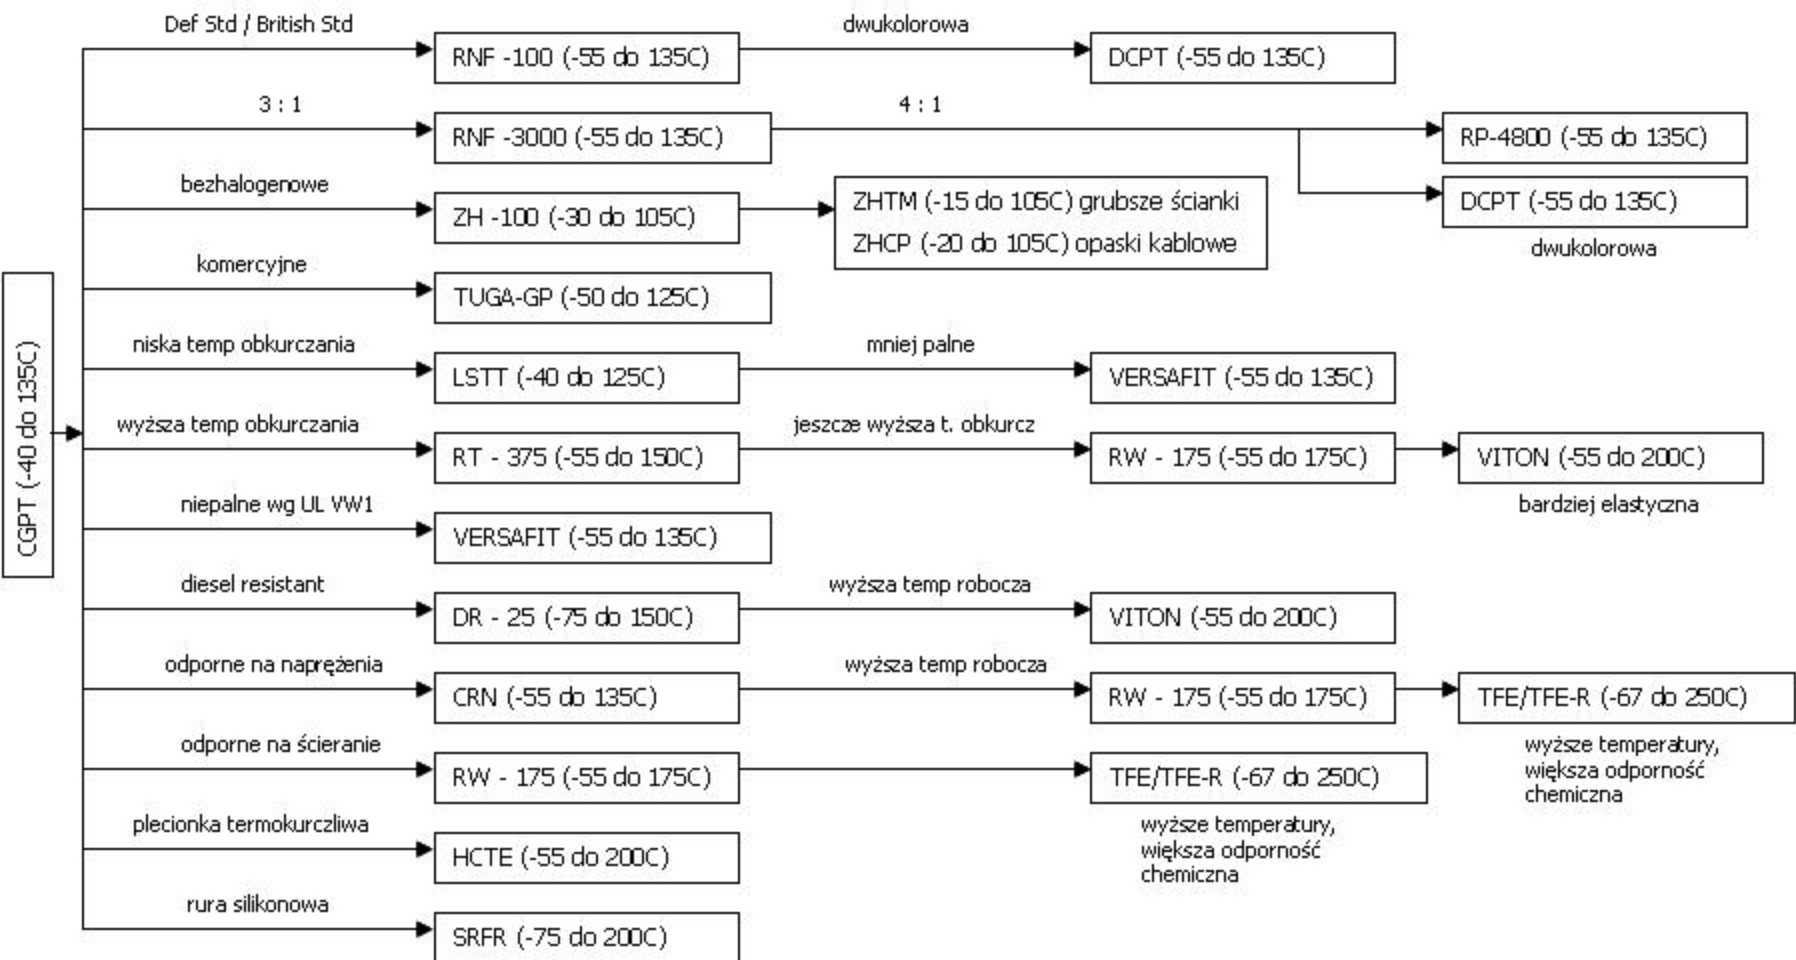 Def Std / British Std
dwukolorowa
RNF -100 (-55 do 135C)
DCPT (-55 do 135C)
3 : 1
4 : 1
RNF -3000 (-55 do 135C)
RP-4800 (-55 do 135C)
bezhalogenowe
ZH -100 (-30 do 105C)
ZHTM (-15 do 105C) grubsze ścianki
ZHCP (-20 do 105C) opaski kablowe
DCPT (-55 do 135C)
dwukolorowa
komercyjne
TUGA-GP (-50 do 125C)
CGPT (-40 do 135C)
niska temp obkurczania
mniej palne
LSTT (-40 do 125C)
VERSAFIT (-55 do 135C)
wyższa temp obkurczania
jeszcze wyższa t. obkurcz
RT - 375 (-55 do 150C)
RW - 175 (-55 do 175C)
VITON (-55 do 200C)
bardziej elastyczna
niepalne wg UL VW1
VERSAFIT (-55 do 135C)
diesel resistant
wyższa temp robocza
DR - 25 (-75 do 150C)
VITON (-55 do 200C)
odporne na naprężenia
wyższa temp robocza
CRN (-55 do 135C)
RW - 175 (-55 do 175C)
TFE/TFE-R (-67 do 250C)
wyższe temperatury,
większa odporność
chemiczna
odporne na ścieranie
RW - 175 (-55 do 175C)
TFE/TFE-R (-67 do 250C)
wyższe temperatury,
większa odporność
chemiczna
plecionka termokurczliwa
HCTE (-55 do 200C)
rura silikonowa
SRFR (-75 do 200C)